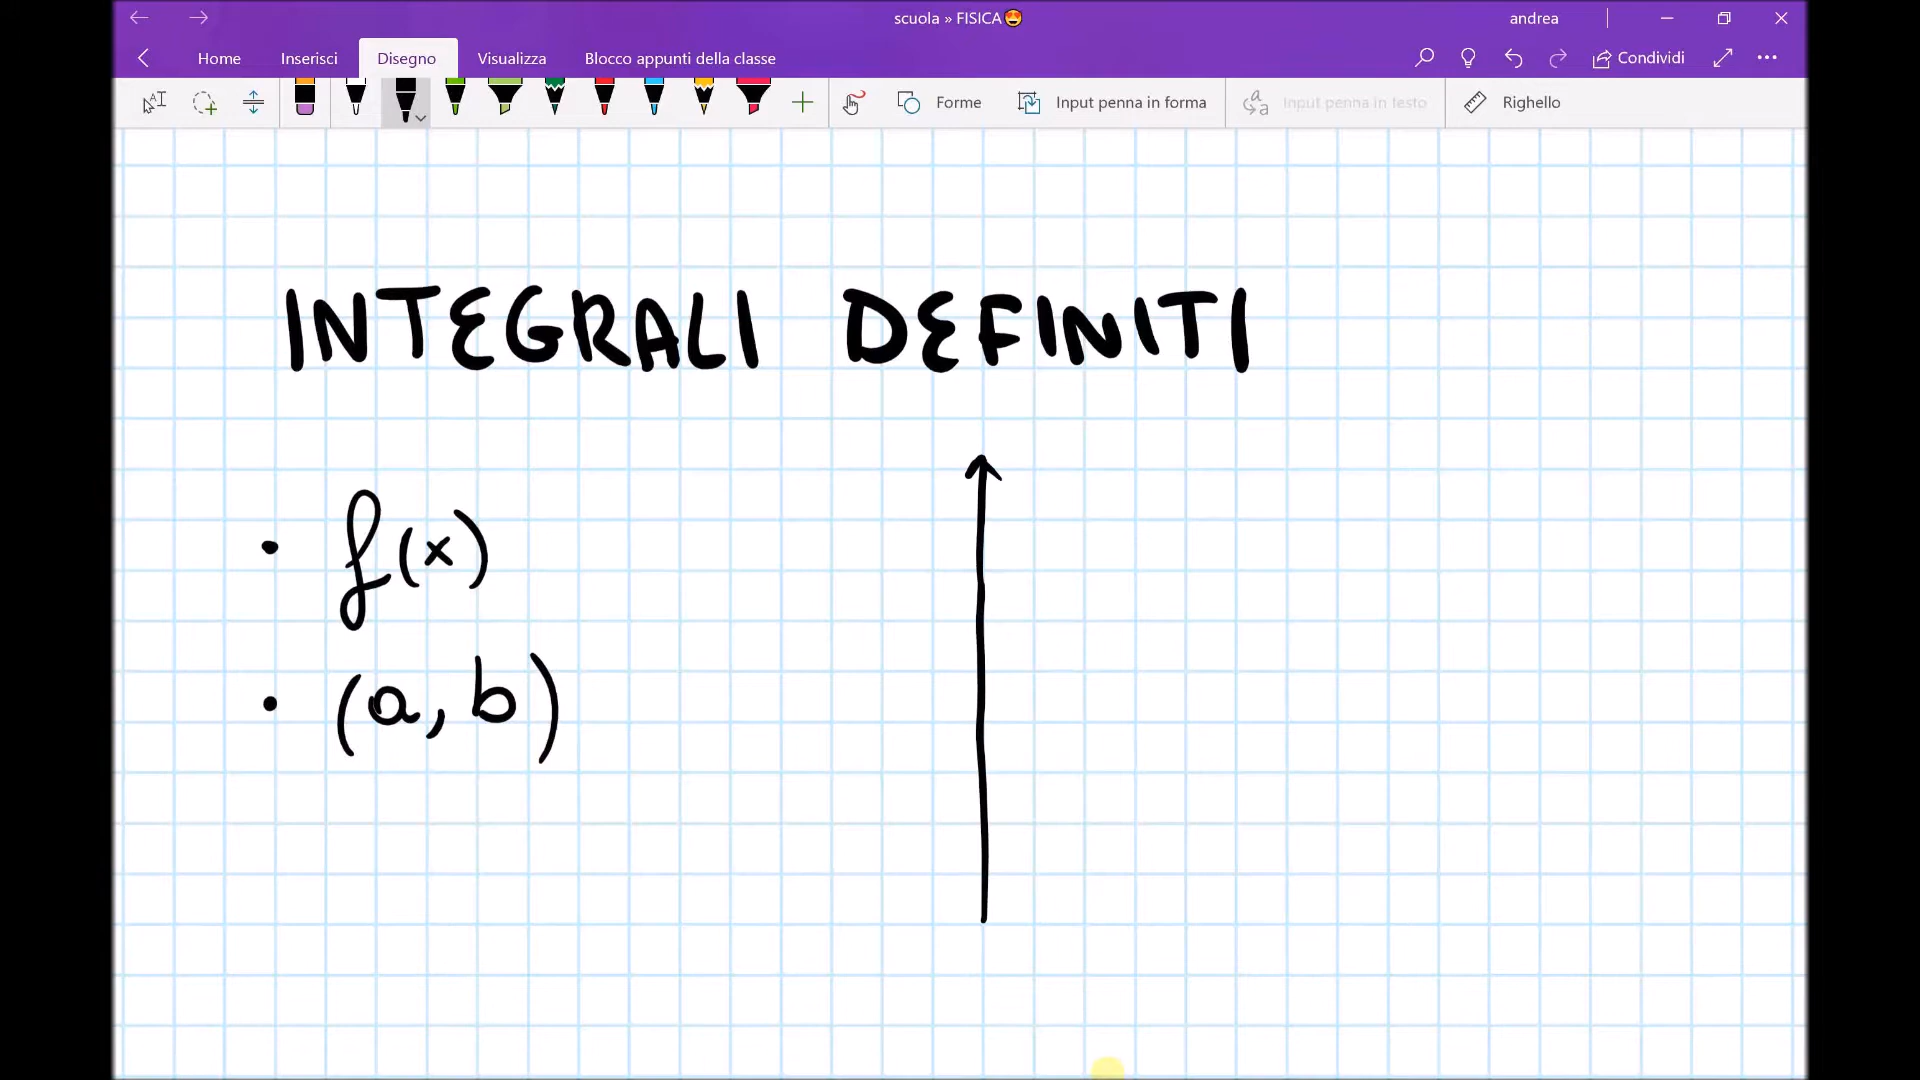 scuola » FISICA😍
andrea
Home Inserisci Disegno Visualizza Blocco appunti della classe Condividi
Forme Input penna in forma Input penna in testo Righello
INTEGRALI DEFINITI
• f(x)
• (a, b)